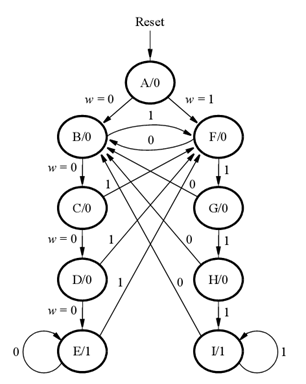 Reset
A/0
w = 0 w = 1
1
B/0 F/0
0
w = 0 1
1 0
C/0 G/0
w = 0 1 0 1
D/0 H/0
w = 0 1 0 1
0 E/1 I/1 1